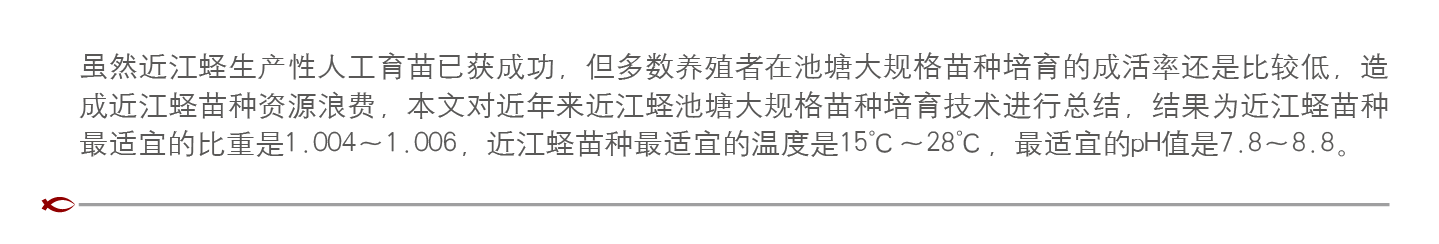 虽然近江蛏生产性人工育苗已获成功，但多数养殖者在池塘大规格苗种培育的成活率还是比较低，造
成近江蛏苗种资源浪费，本文对近年来近江蛏池塘大规格苗种培育技术进行总结，结果为近江蛏苗种
最适宜的比重是1.004～1.006，近江蛏苗种最适宜的温度是15℃～28℃，最适宜的pH值是7.8～8.8。